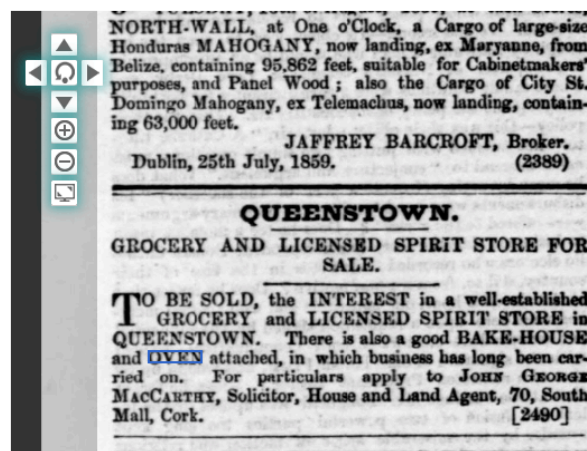 NORTH-WALL, at One o'Clock, a Cargo of large-size
Honduras MAHOGANY, now landing, ex Maryanne, from
Belize, containing 95,862 feet, suitable for Cabinetmakers'
purposes, and Panel Wood ; also the Cargo of City St.
Domingo Mahogany, ex Telemachus, now landing, contain-
ing 63,000 feet.
JAFFREY BARCROFT, Broker.
Dublin, 25th July, 1859. (2389)
QUEENSTOWN.
GROCERY AND LICENSED SPIRIT STORE FOR
SALE.
TO BE SOLD, the INTEREST in a well-established
GROCERY and LICENSED SPIRIT STORE in
QUEENSTOWN. There is also a good BAKE-HOUSE
and OVEN attached, in which business has long been car-
ried on. For particulars apply to JOHN GEORGE
MACCARTHY, Solicitor, House and Land Agent, 70, South
Mall, Cork. [2490]